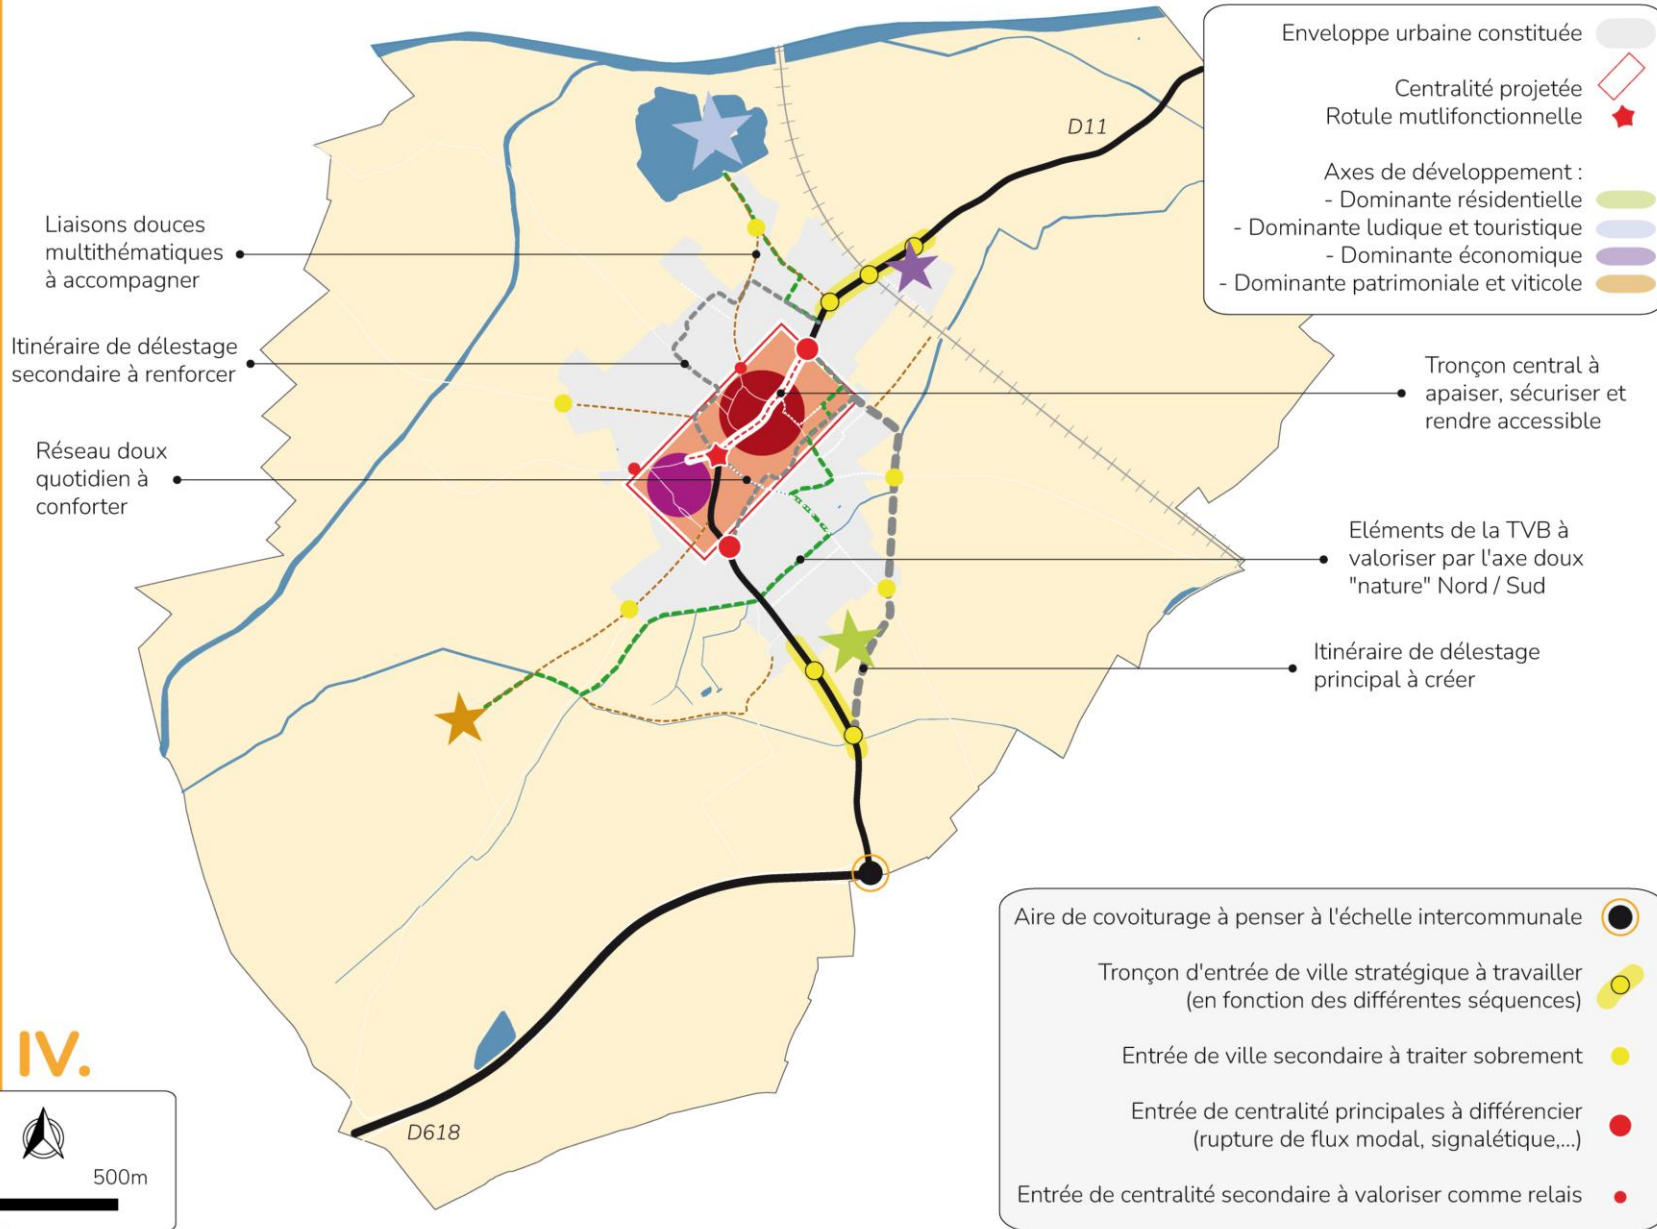 Enveloppe urbaine constituée
Centralité projetée
Rotule mutlifonctionnelle
Axes de développement :
- Dominante résidentielle
- Dominante ludique et touristique
- Dominante économique
- Dominante patrimoniale et viticole
D11
Liaisons douces
multithématiques
à accompagner
Itinéraire de délestage
secondaire à renforcer
Réseau doux
quotidien à
conforter
Tronçon central à
apaiser, sécuriser et
rendre accessible
Eléments de la TVB à
valoriser par l'axe doux
"nature" Nord / Sud
Itinéraire de délestage
principal à créer
Aire de covoiturage à penser à l'échelle intercommunale
Tronçon d'entrée de ville stratégique à travailler
(en fonction des différentes séquences)
Entrée de ville secondaire à traiter sobrement
Entrée de centralité principales à différencier
(rupture de flux modal, signalétique,...)
Entrée de centralité secondaire à valoriser comme relais
IV.
D618
500m